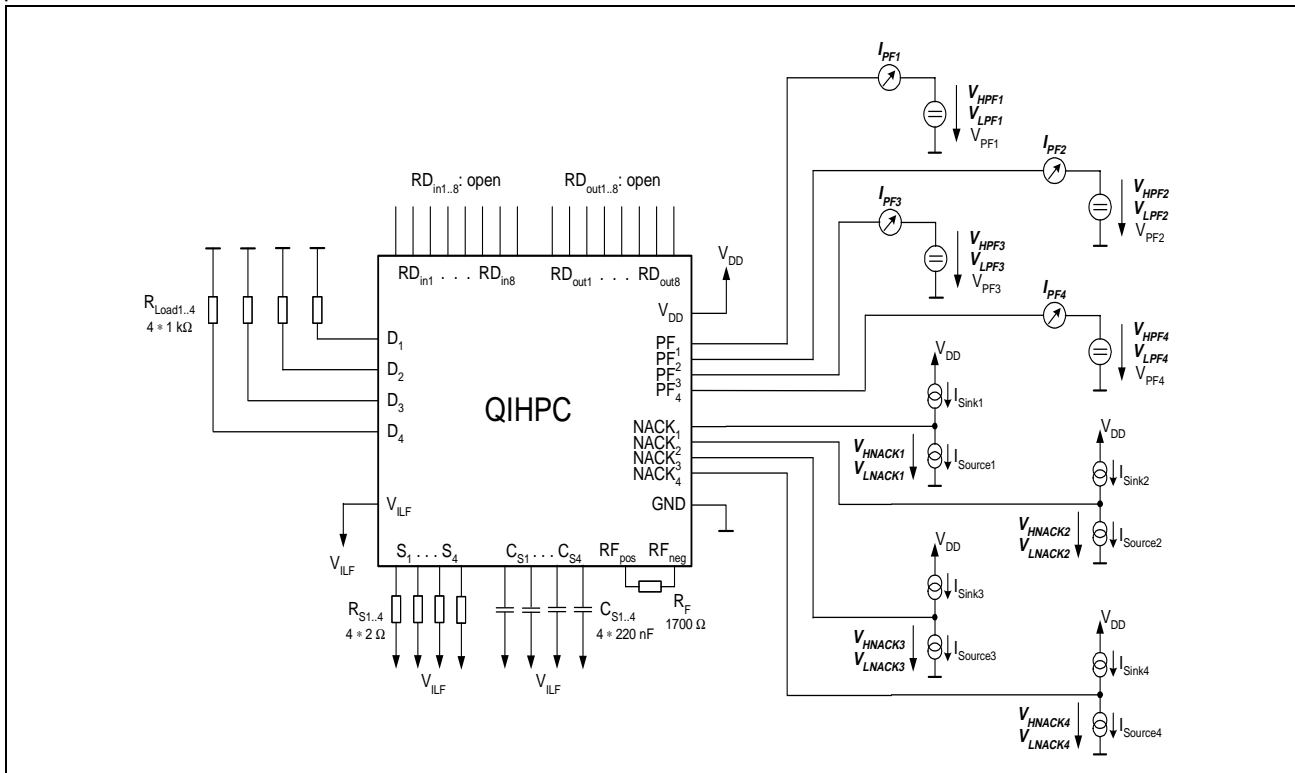 I_PF1
V_HPF1
V_LPF1
V_PF1
I_PF2
V_HPF2
V_LPF2
V_PF2
RD_in1..8: open
RD_out1..8: open
I_PF3
V_HPF3
V_LPF3
V_PF3
V_DD
RD_in1 . . . RD_in8
RD_out1 . . . RD_out8
V_DD
I_PF4
V_HPF4
V_LPF4
V_PF4
R_Load1..4
4 * 1 kΩ
D_1
D_2
D_3
D_4
QIHPC
PF_1
PF_2
PF_3
PF_4
NACK_1
NACK_2
NACK_3
NACK_4
GND
V_DD
I_Sink1
V_HNACK1
V_LNACK1
I_Source1
V_DD
I_Sink2
V_HNACK2
V_LNACK2
I_Source2
V_ILF
V_ILF
S_1 . . . S_4
C_S1 . . . C_S4
RF_pos
RF_neg
R_S1..4
4 * 2 Ω
V_ILF
C_S1..4
4 * 220 nF
V_ILF
R_F
1700 Ω
V_DD
I_Sink3
V_HNACK3
V_LNACK3
I_Source3
V_DD
I_Sink4
V_HNACK4
V_LNACK4
I_Source4